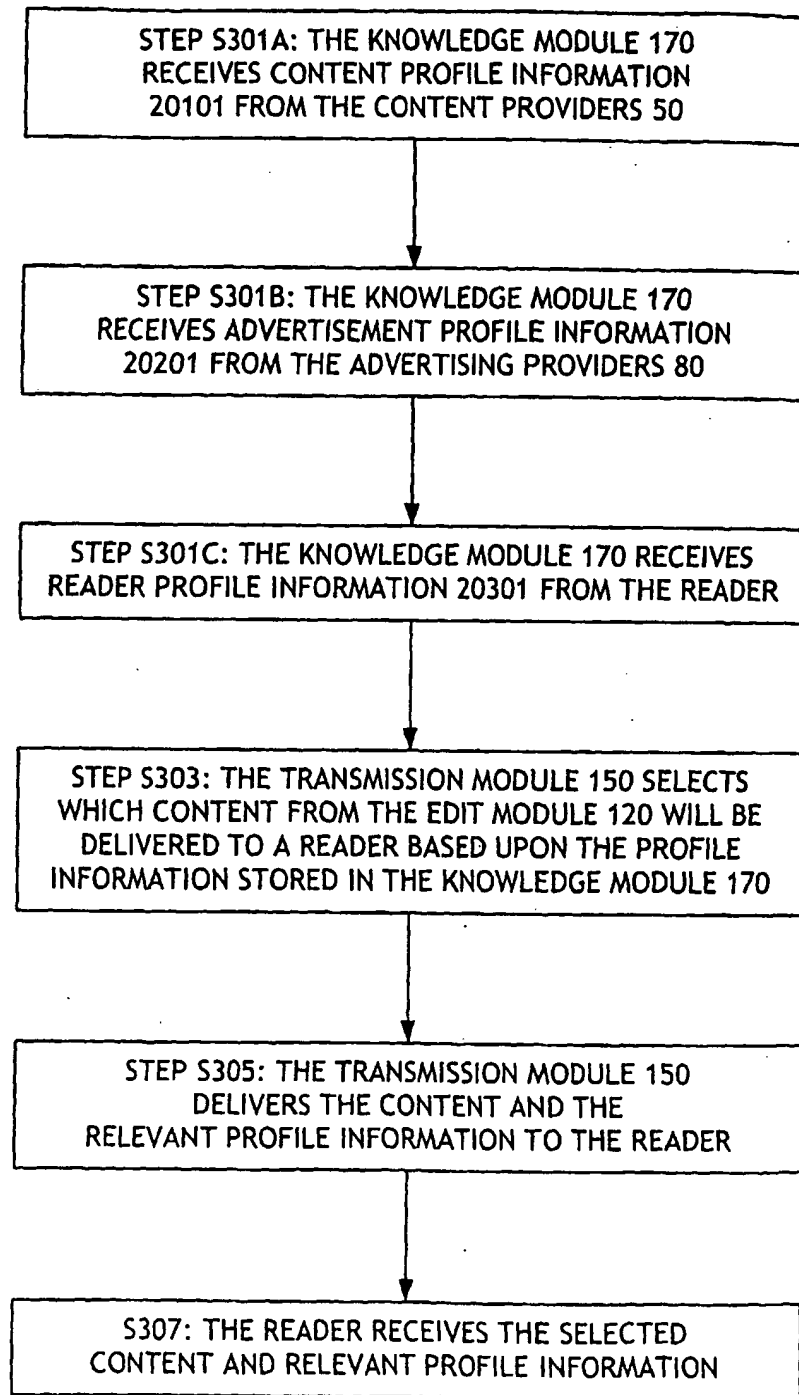 STEP S301A: THE KNOWLEDGE MODULE 170
RECEIVES CONTENT PROFILE INFORMATION
20101 FROM THE CONTENT PROVIDERS 50
STEP S301B: THE KNOWLEDGE MODULE 170
RECEIVES ADVERTISEMENT PROFILE INFORMATION
20201 FROM THE ADVERTISING PROVIDERS 80
STEP S301C: THE KNOWLEDGE MODULE 170 RECEIVES
READER PROFILE INFORMATION 20301 FROM THE READER
STEP S303: THE TRANSMISSION MODULE 150 SELECTS
WHICH CONTENT FROM THE EDIT MODULE 120 WILL BE
DELIVERED TO A READER BASED UPON THE PROFILE
INFORMATION STORED IN THE KNOWLEDGE MODULE 170
STEP S305: THE TRANSMISSION MODULE 150
DELIVERS THE CONTENT AND THE
RELEVANT PROFILE INFORMATION TO THE READER
S307: THE READER RECEIVES THE SELECTED
CONTENT AND RELEVANT PROFILE INFORMATION